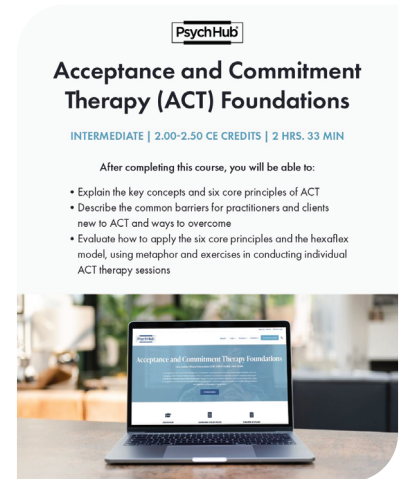 PsychHub
Acceptance and Commitment
Therapy (ACT) Foundations
INTERMEDIATE | 2.00-2.50 CE CREDITS | 2 HRS. 33 MIN
After completing this course, you will be able to:
• Explain the key concepts and six core principles of ACT
• Describe the common barriers for practitioners and clients
new to ACT and ways to overcome
• Evaluate how to apply the six core principles and the hexaflex
model, using metaphor and exercises in conducting individual
ACT therapy sessions
PsychHub
Acceptance and Commitment Therapy Foundations